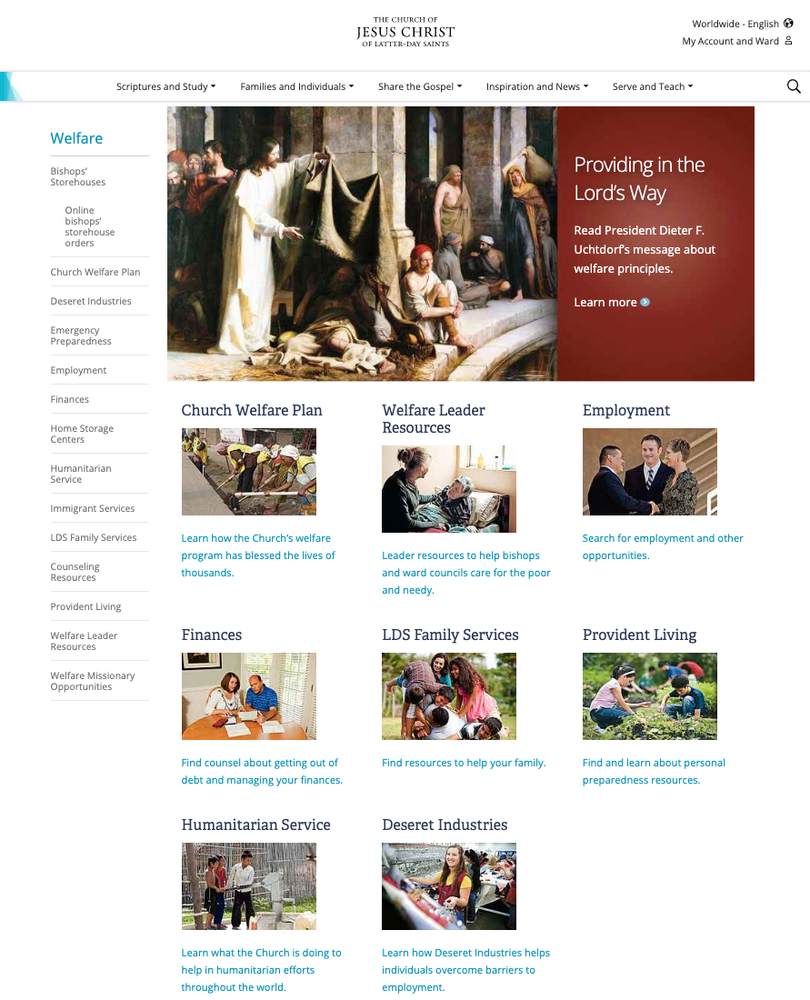 THE CHURCH OF
JESUS CHRIST
OF LATTER-DAY SAINTS
Worldwide - English
My Account and Ward
Scriptures and Study
Families and Individuals
Share the Gospel
Inspiration and News
Serve and Teach
Welfare
Bishops’
Storehouses
Online
bishops’
storehouse
orders
Church Welfare Plan
Deseret Industries
Emergency
Preparedness
Employment
Finances
Home Storage
Centers
Humanitarian
Service
Immigrant Services
LDS Family Services
Counseling
Resources
Provident Living
Welfare Leader
Resources
Welfare Missionary
Opportunities
Providing in the
Lord’s Way
Read President Dieter F.
Uchtdorf’s message about
welfare principles.
Learn more
Church Welfare Plan
Learn how the Church’s welfare
program has blessed the lives of
thousands.
Welfare Leader
Resources
Leader resources to help bishops
and ward councils care for the poor
and needy.
Employment
Search for employment and other
opportunities.
Finances
Find counsel about getting out of
debt and managing your finances.
LDS Family Services
Find resources to help your family.
Provident Living
Find and learn about personal
preparedness resources.
Humanitarian Service
Learn what the Church is doing to
help in humanitarian efforts
throughout the world.
Deseret Industries
Learn how Deseret Industries helps
individuals overcome barriers to
employment.